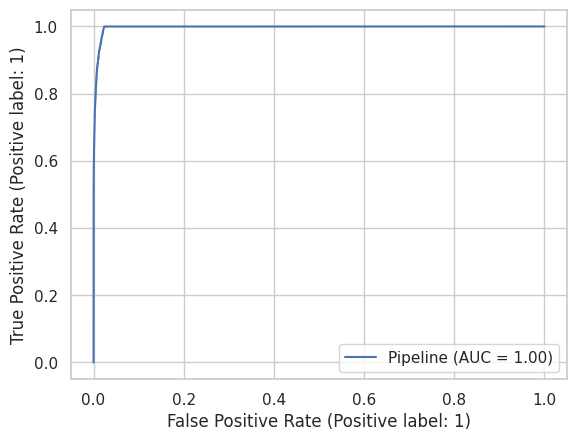 1.0
0.8
0.6
0.4
0.2
0.0
True Positive Rate (Positive label: 1)
Pipeline (AUC = 1.00)
0.0 0.2 0.4 0.6 0.8 1.0
False Positive Rate (Positive label: 1)